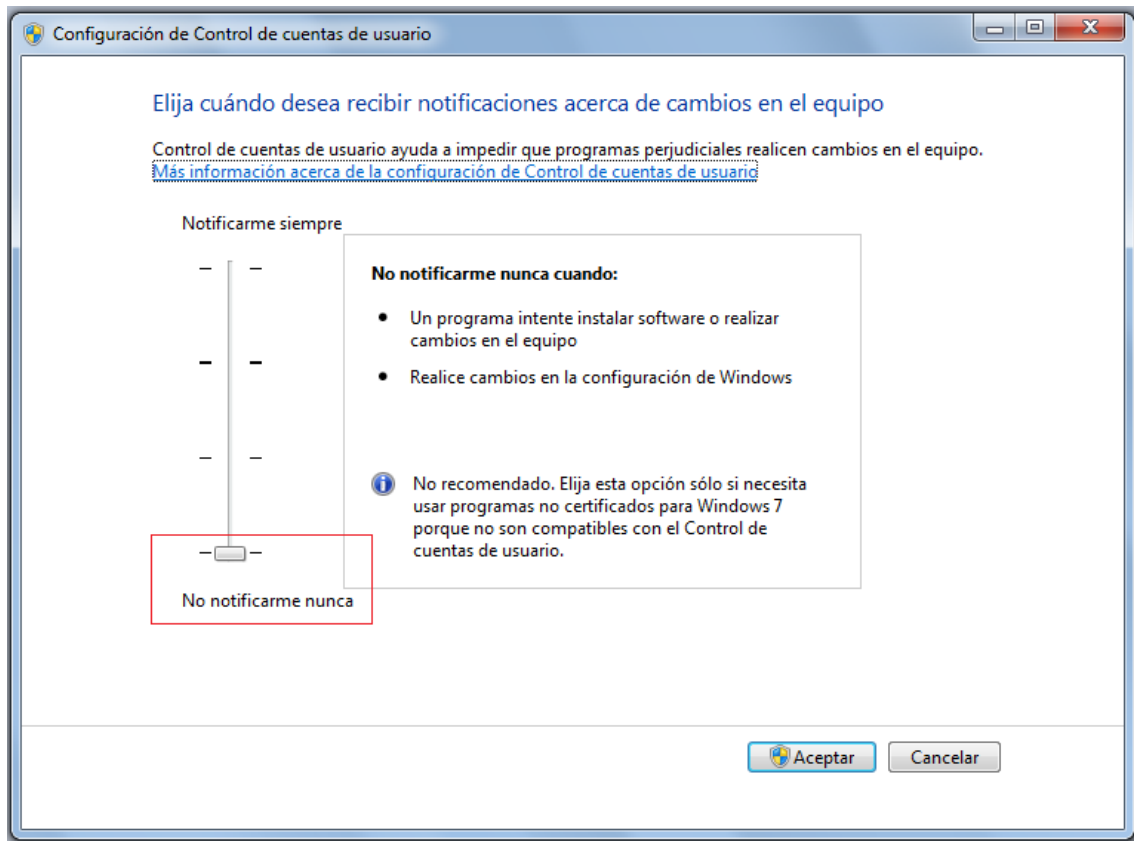 Configuración de Control de cuentas de usuario
Elija cuándo desea recibir notificaciones acerca de cambios en el equipo
Control de cuentas de usuario ayuda a impedir que programas perjudiciales realicen cambios en el equipo.
Más información acerca de la configuración de Control de cuentas de usuario
Notificarme siempre
No notificarme nunca cuando:
Un programa intente instalar software o realizar
cambios en el equipo
Realice cambios en la configuración de Windows
No recomendado. Elija esta opción sólo si necesita
usar programas no certificados para Windows 7
porque no son compatibles con el Control de
cuentas de usuario.
No notificarme nunca
Aceptar
Cancelar